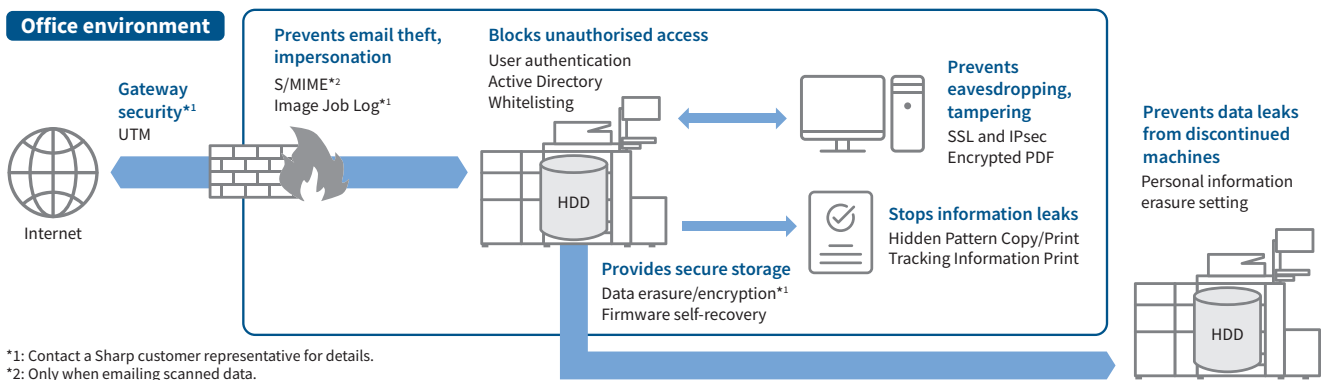 Office environment
Gateway
security*1
UTM
Internet
Prevents email theft,
impersonation
S/MIME*2
Image Job Log*1
Blocks unauthorised access
User authentication
Active Directory
Whitelisting
HDD
Provides secure storage
Data erasure/encryption*1
Firmware self-recovery
Prevents
eavesdropping,
tampering
SSL and IPsec
Encrypted PDF
Stops information leaks
Hidden Pattern Copy/Print
Tracking Information Print
Prevents data leaks
from discontinued
machines
Personal information
erasure setting
HDD
*1: Contact a Sharp customer representative for details.
*2: Only when emailing scanned data.